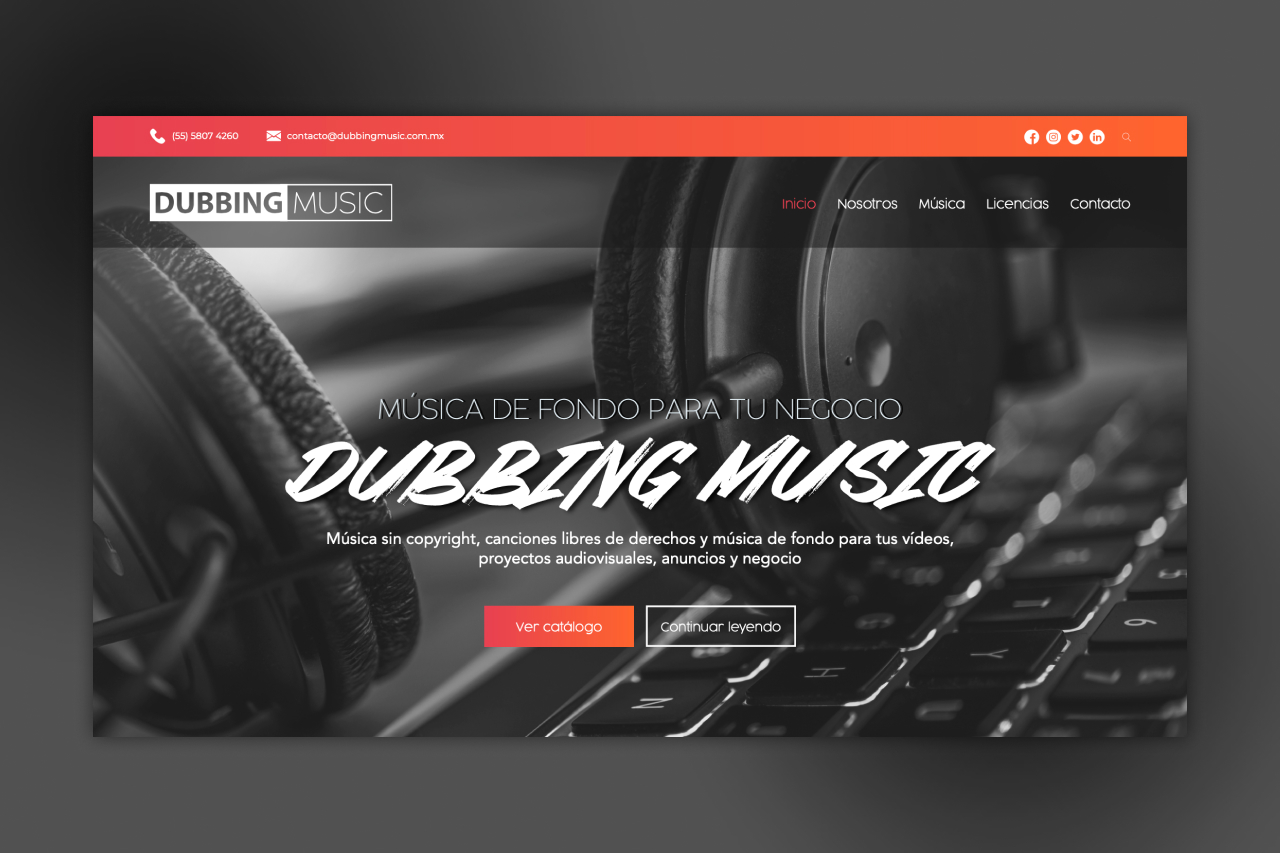 (55) 5807 4260
contacto@dubbingmusic.com.mx
DUBBING MUSIC
Inicio
Nosotros
Música
Licencias
Contacto
MÚSICA DE FONDO PARA TU NEGOCIO
DUBBING MUSIC
Música sin copyright, canciones libres de derechos y música de fondo para tus vídeos,
proyectos audiovisuales, anuncios y negocio
Ver catálogo
Continuar leyendo
6
Y
H
N